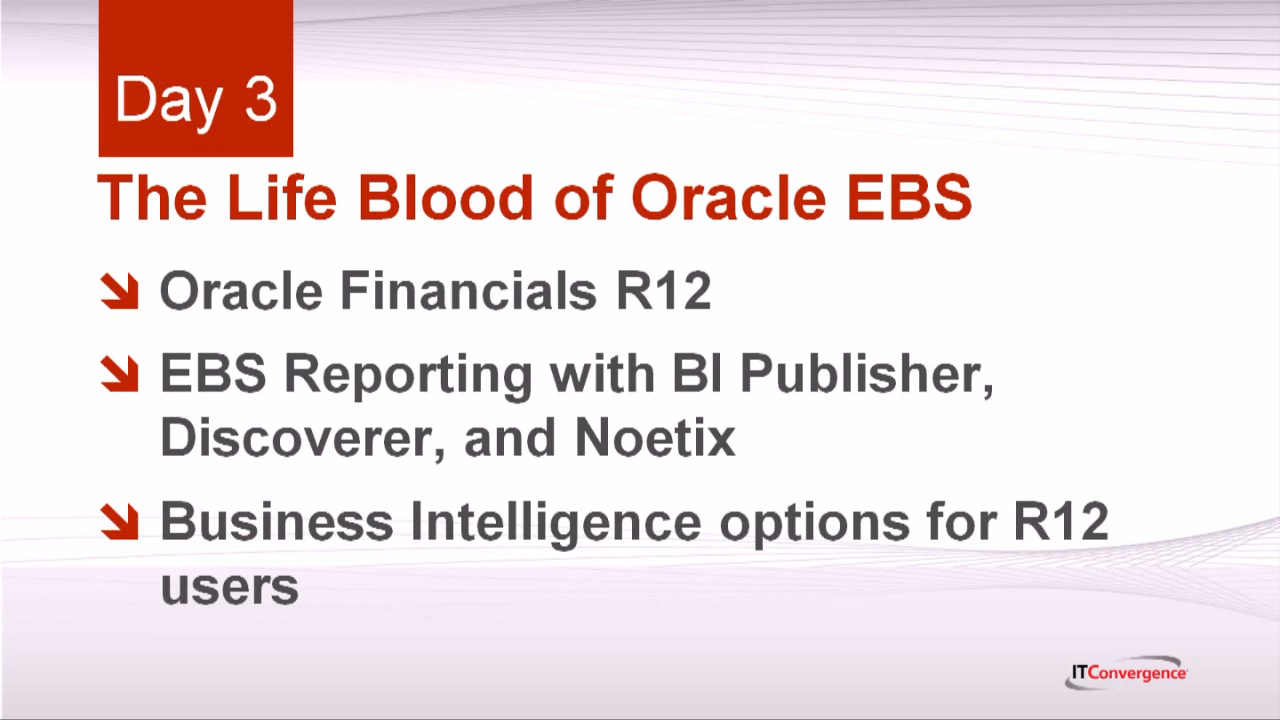 Day 3
The Life Blood of Oracle EBS
Oracle Financials R12
EBS Reporting with BI Publisher,
Discoverer, and Noetix
Business Intelligence options for R12
users
ITConvergence